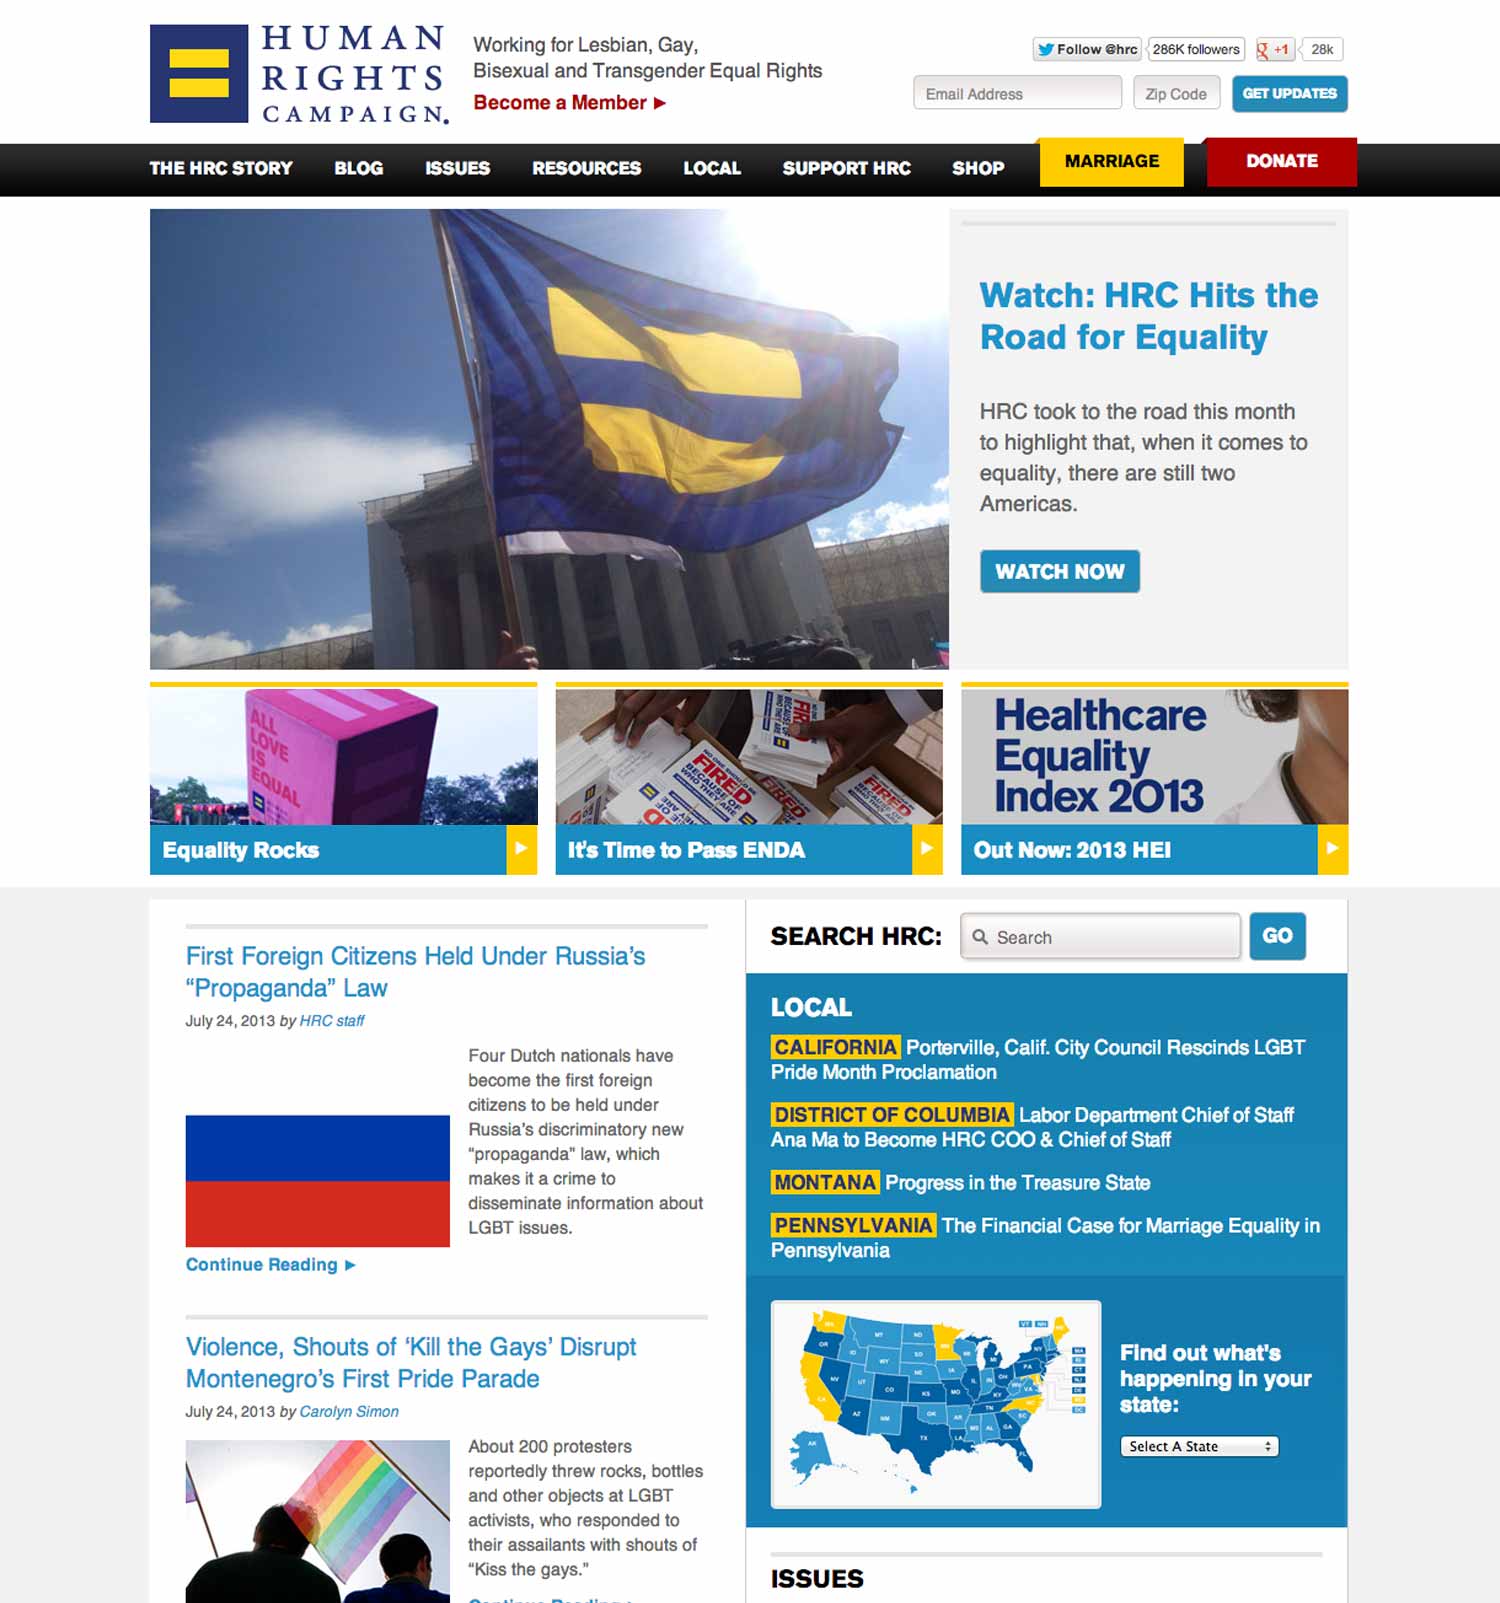 HUMAN
RIGHTS
CAMPAIGN.
Working for Lesbian, Gay,
Bisexual and Transgender Equal Rights
Become a Member ▶
Follow @hrc
286K followers
+1
28k
Email Address
Zip Code
GET UPDATES
THE HRC STORY
BLOG
ISSUES
RESOURCES
LOCAL
SUPPORT HRC
SHOP
MARRIAGE
DONATE
Watch: HRC Hits the
Road for Equality
HRC took to the road this month
to highlight that, when it comes to
equality, there are still two
Americas.
WATCH NOW
ALL
LOVE
IS
EQUAL
Equality Rocks
NO ONE SHOULD BE
FIRED
BECAUSE OF
WHO THEY ARE
It's Time to Pass ENDA
Healthcare
Equality
Index 2013
Out Now: 2013 HEI
First Foreign Citizens Held Under Russia’s
“Propaganda” Law
July 24, 2013 by HRC staff
Four Dutch nationals have
become the first foreign
citizens to be held under
Russia’s discriminatory new
“propaganda” law, which
makes it a crime to
disseminate information about
LGBT issues.
Continue Reading ▶
Violence, Shouts of ‘Kill the Gays’ Disrupt
Montenegro’s First Pride Parade
July 24, 2013 by Carolyn Simon
About 200 protesters
reportedly threw rocks, bottles
and other objects at LGBT
activists, who responded to
their assailants with shouts of
“Kiss the gays.”
SEARCH HRC:
Search
GO
LOCAL
CALIFORNIA Porterville, Calif. City Council Rescinds LGBT
Pride Month Proclamation
DISTRICT OF COLUMBIA Labor Department Chief of Staff
Ana Ma to Become HRC COO & Chief of Staff
MONTANA Progress in the Treasure State
PENNSYLVANIA The Financial Case for Marriage Equality in
Pennsylvania
Find out what's
happening in your
state:
Select A State
ISSUES